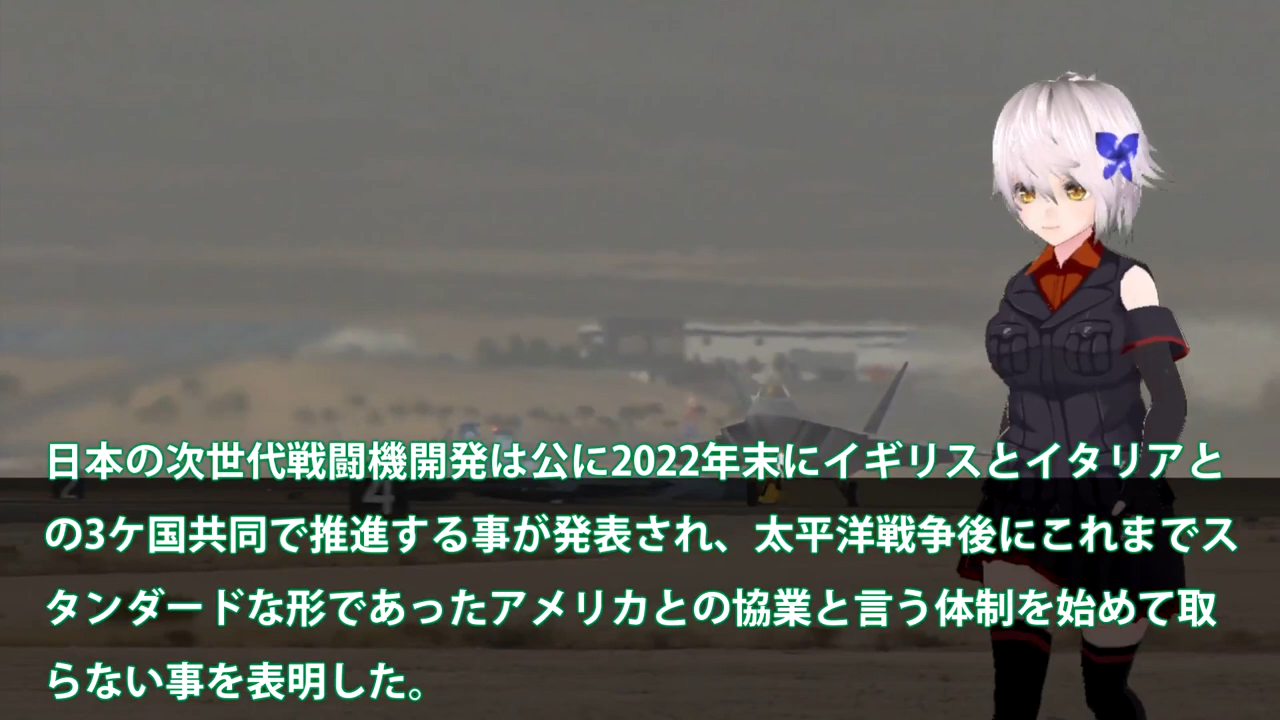 日本の次世代戦闘機開発は公に2022年末にイギリスとイタリアと
の3ケ国共同で推進する事が発表され、太平洋戦争後にこれまでス
タンダードな形であったアメリカとの協業と言う体制を始めて取
らない事を表明した。
4